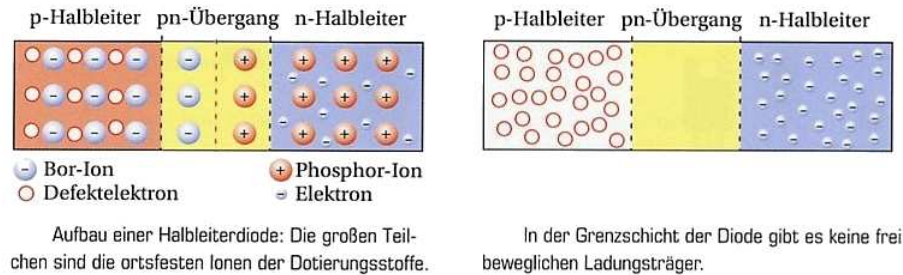 p-Halbleiter pn-Übergang n-Halbleiter
Bor-Ion
Defektelektron
Phosphor-Ion
Elektron
Aufbau einer Halbleiterdiode: Die großen Teil-
chen sind die ortsfesten Ionen der Dotierungsstoffe.
p-Halbleiter pn-Übergang n-Halbleiter
In der Grenzschicht der Diode gibt es keine frei
beweglichen Ladungsträger.